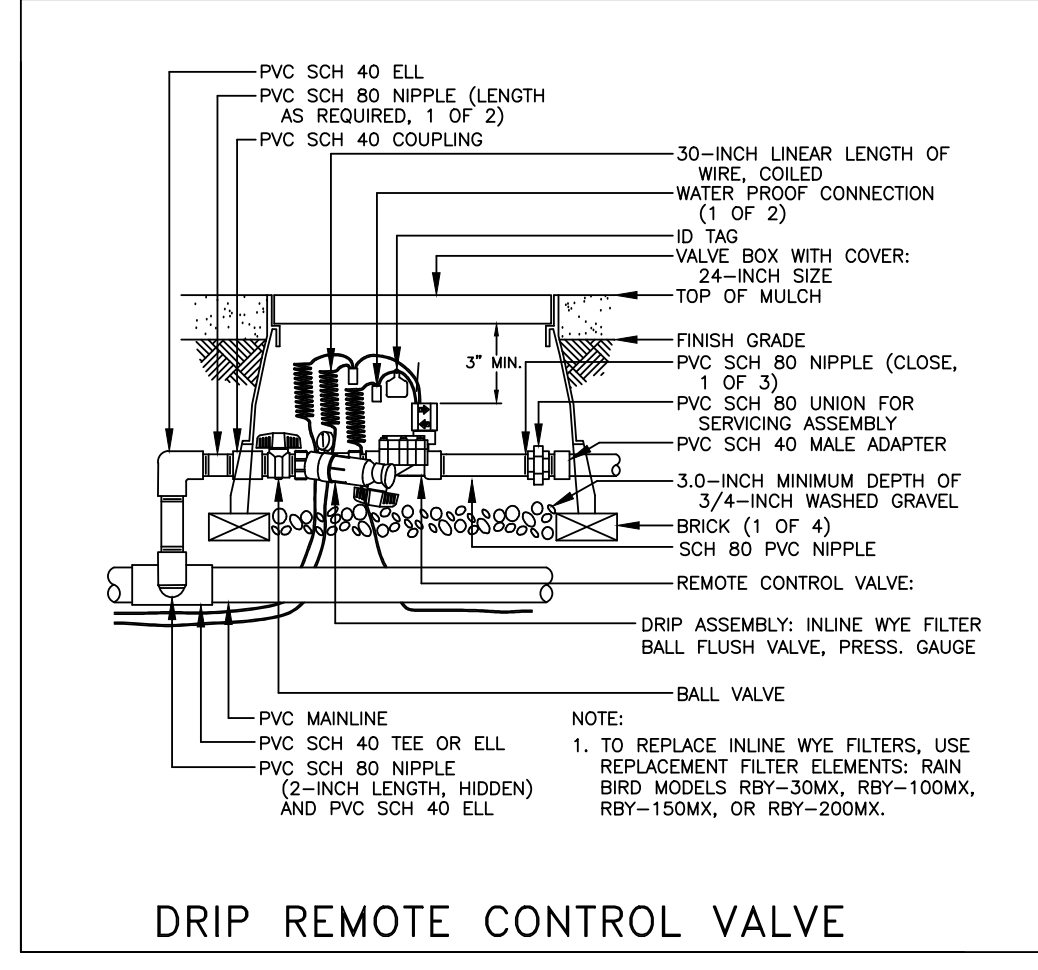 PVC SCH 40 ELL
PVC SCH 80 NIPPLE (LENGTH
AS REQUIRED, 1 OF 2)
PVC SCH 40 COUPLING
30-INCH LINEAR LENGTH OF
WIRE, COILED
WATER PROOF CONNECTION
(1 OF 2)
ID TAG
VALVE BOX WITH COVER:
24-INCH SIZE
TOP OF MULCH
FINISH GRADE
3" MIN.
PVC SCH 80 NIPPLE (CLOSE,
1 OF 3)
PVC SCH 80 UNION FOR
SERVICING ASSEMBLY
PVC SCH 40 MALE ADAPTER
3.0-INCH MINIMUM DEPTH OF
3/4-INCH WASHED GRAVEL
BRICK (1 OF 4)
SCH 80 PVC NIPPLE
REMOTE CONTROL VALVE:
DRIP ASSEMBLY: INLINE WYE FILTER
BALL FLUSH VALVE, PRESS. GAUGE
BALL VALVE
PVC MAINLINE
PVC SCH 40 TEE OR ELL
PVC SCH 80 NIPPLE
(2-INCH LENGTH, HIDDEN)
AND PVC SCH 40 ELL
NOTE:
1. TO REPLACE INLINE WYE FILTERS, USE
REPLACEMENT FILTER ELEMENTS: RAIN
BIRD MODELS RBY-30MX, RBY-100MX,
RBY-150MX, OR RBY-200MX.
DRIP REMOTE CONTROL VALVE